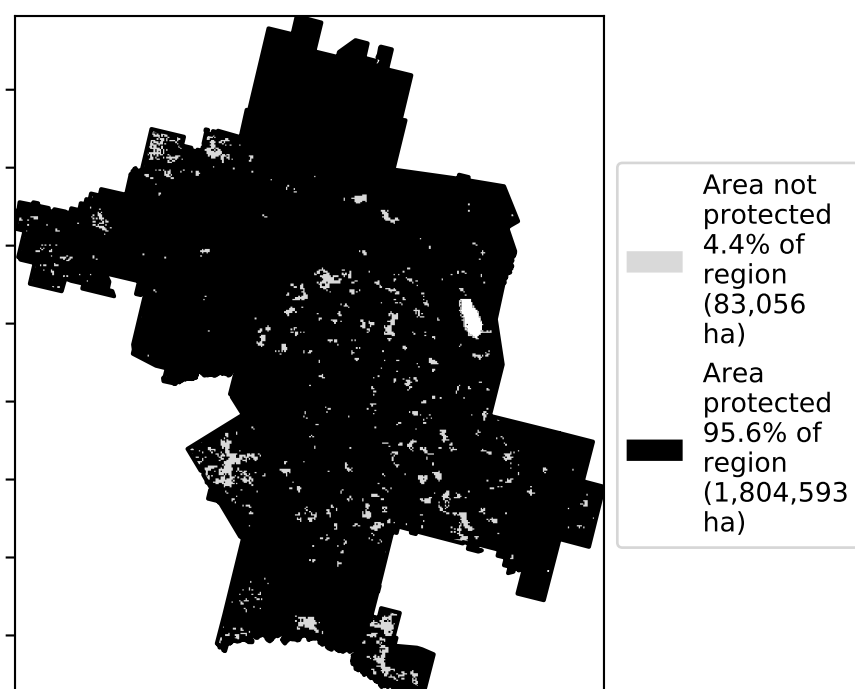 Area not
protected
4.4% of
region
(83,056
ha)
Area
protected
95.6% of
region
(1,804,593
ha)